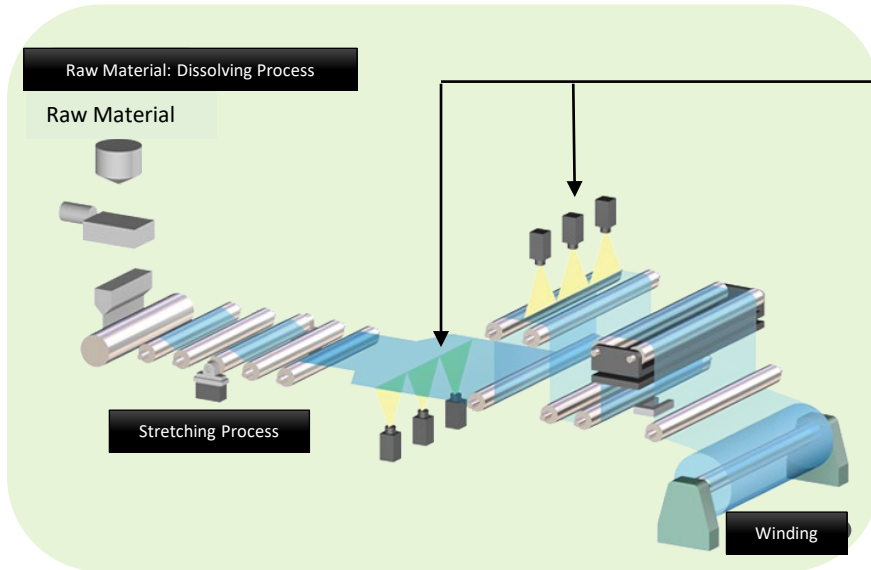 Raw Material: Dissolving Process
Raw Material
Stretching Process
Winding